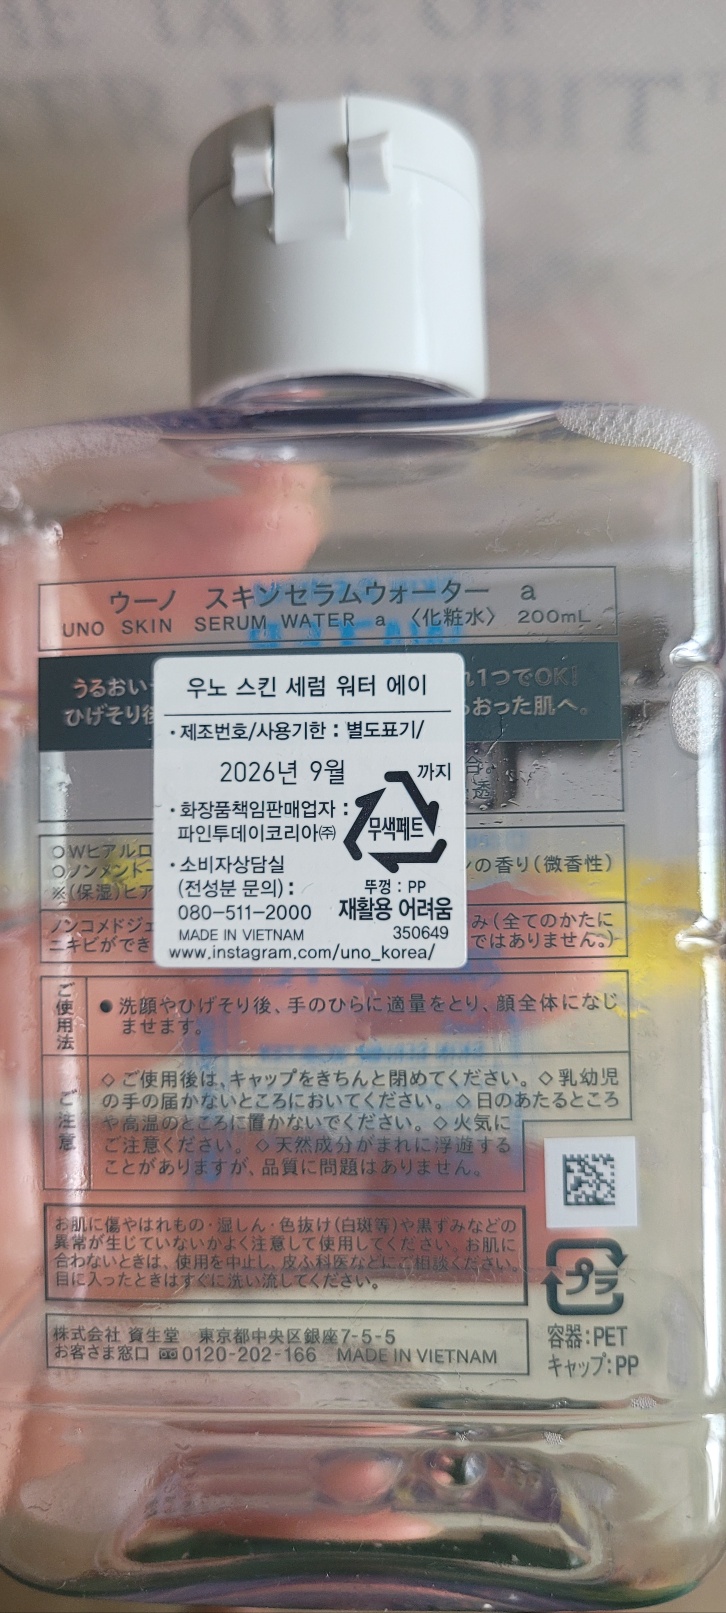 ウーノ スキンセラムウォーター a
UNO SKIN SERUM WATER a 〈化粧水〉 200mL
うるおい
れ1つでOK!
ひげそり後
おった肌へ。
우노 스킨 세럼 워터 에이
·제조번호/사용기한 : 별도표기/
2026년 9월 까지
·화장품책임판매업자 :
파인투데이코리아㈜
무색페트
·소비자상담실
(전성분 문의) :
뚜껑 : PP
080-511-2000
재활용 어려움
MADE IN VIETNAM
350649
www.instagram.com/uno_korea/
合。
透
○Wヒアルロ
○ノンメントー
ンの香り(微香性)
※(保湿)ヒア
ノンコメドジェ
み(全てのかたに
ニキビができ
ではありません。)
ご使用法
●洗顔やひげそり後、手のひらに適量をとり、顔全体になじ
ませます。
ご注意
◇ご使用後は、キャップをきちんと閉めてください。◇乳幼児
の手の届かないところにおいてください。◇日のあたるところ
や高温のところに置かないでください。◇火気に
ご注意ください。◇天然成分がまれに浮遊する
ことがありますが、品質に問題はありません。
お肌に傷やはれもの・湿しん・色抜け(白斑等)や黒ずみなどの
異常が生じていないかよく注意して使用してください。お肌に
合わないときは、使用を中止し、皮ふ科医などにご相談ください。
目に入ったときはすぐに洗い流してください。
プラ
株式会社 資生堂 東京都中央区銀座7-5-5
お客さま窓口 0120-202-166 MADE IN VIETNAM
容器:PET
キャップ:PP